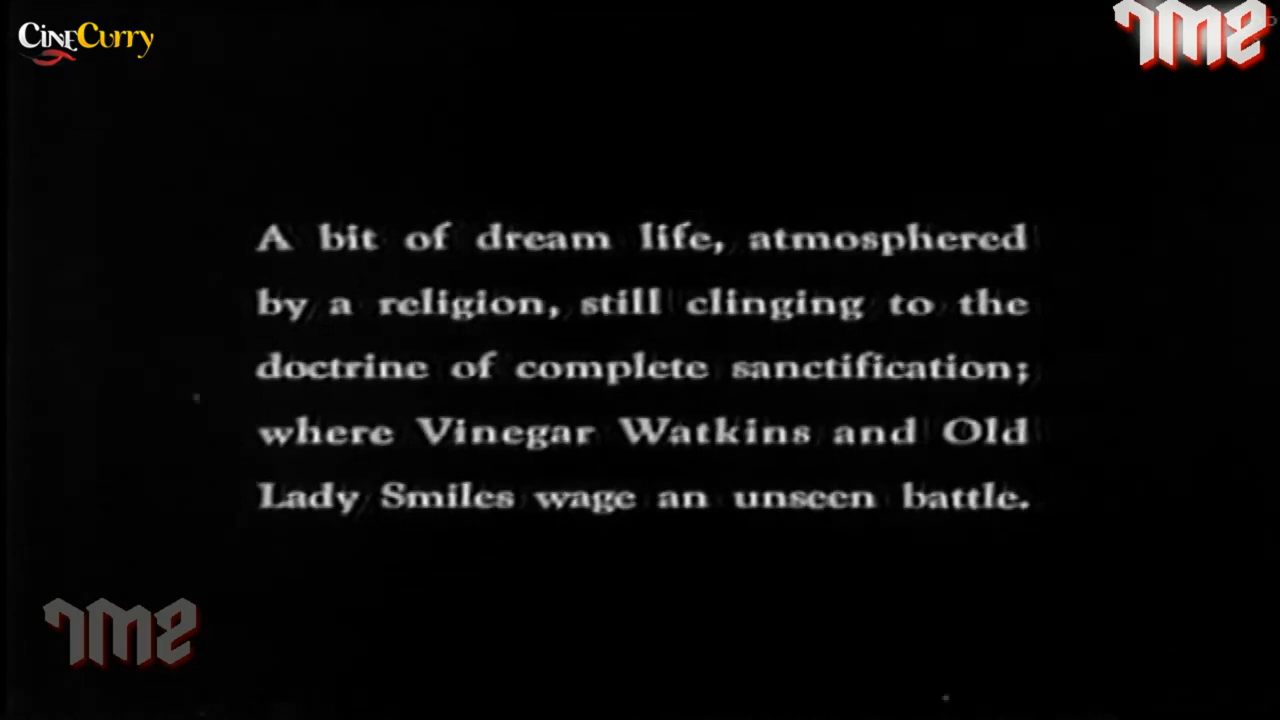 CineCurry
A bit of dream life, atmosphered
by a religion, still clinging to the
doctrine of complete sanctification;
where Vinegar Watkins and Old
Lady Smiles wage an unseen battle.